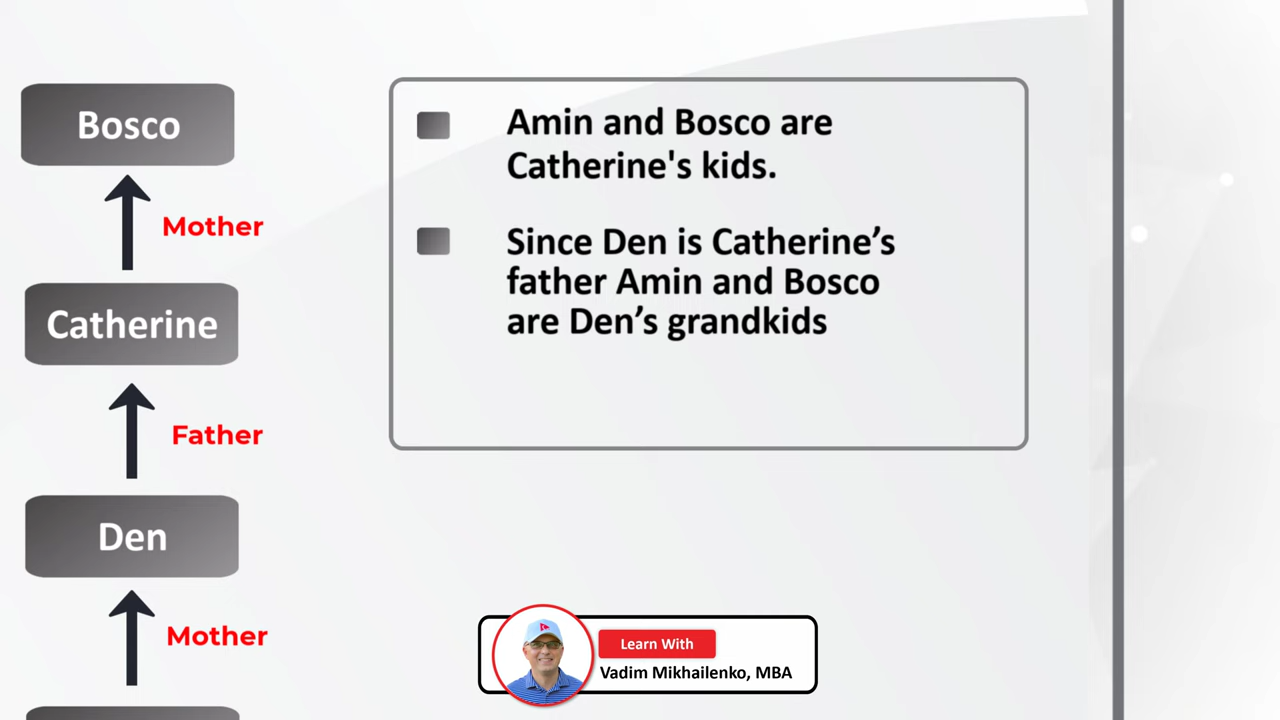 Bosco
Mother
Catherine
Father
Den
Mother
Amin and Bosco are
Catherine's kids.
Since Den is Catherine’s
father Amin and Bosco
are Den’s grandkids
Learn With
Vadim Mikhailenko, MBA